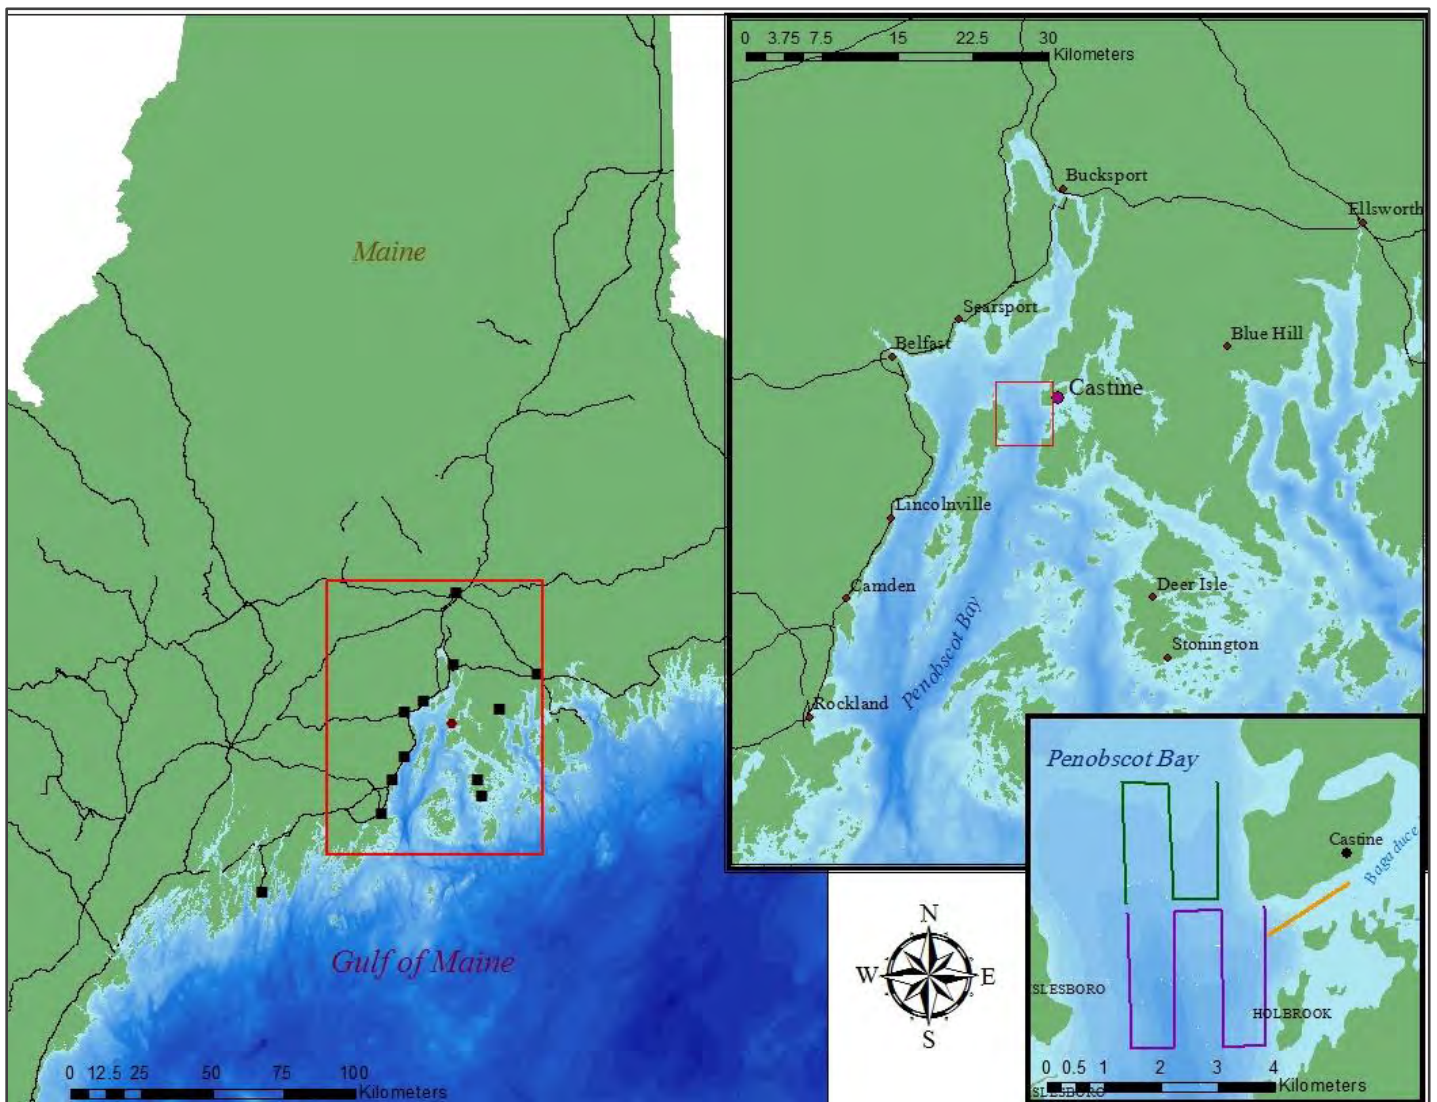 Maine
Gulf of Maine
0 12.5 25 50 75 100
Kilometers
0 3.75 7.5 15 22.5 30
Kilometers
Bucksport
Ellsworth
Searsport
Belfast
Blue Hill
Castine
Lincolnville
Camden
Deer Isle
Stonington
Penobscot Bay
Rockland
N
W E
S
Penobscot Bay
Castine
Bagaduce
SLESBORO
HOLBROOK
0 0.5 1 2 3 4
Kilometers
SLESBORO